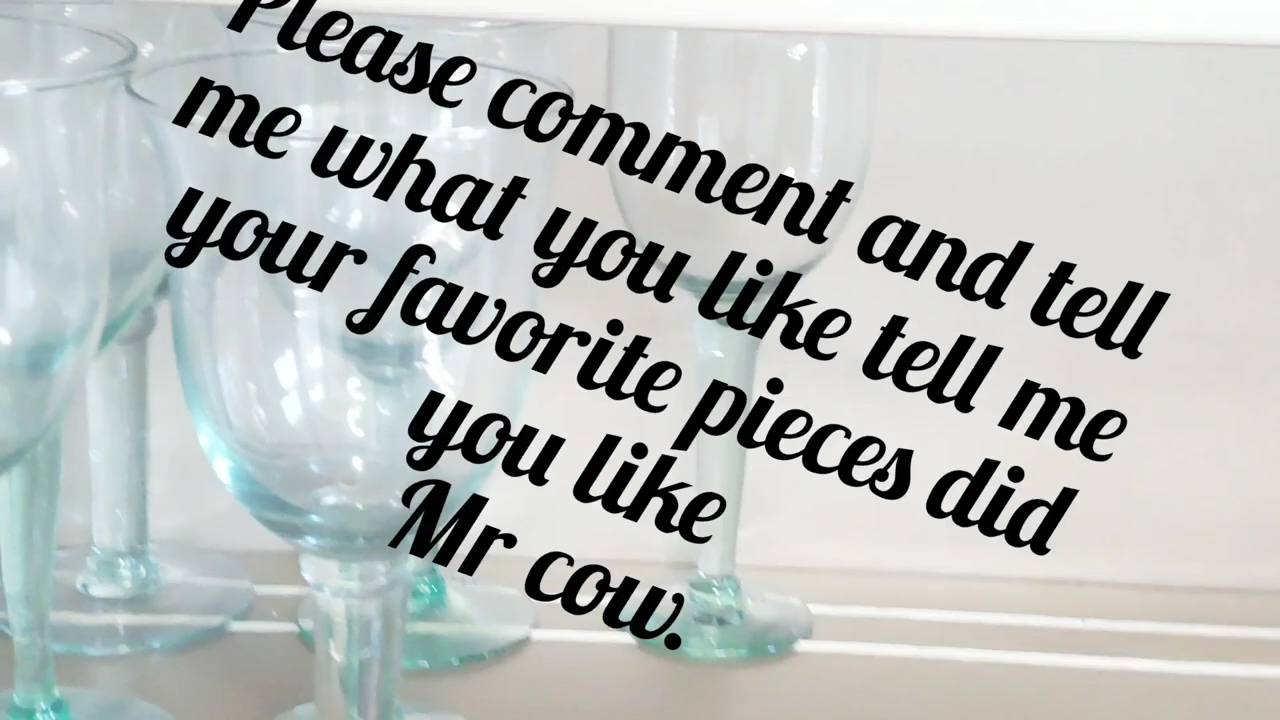 Please comment and tell
me what you like tell me
your favorite pieces did
you like
Mr cow.